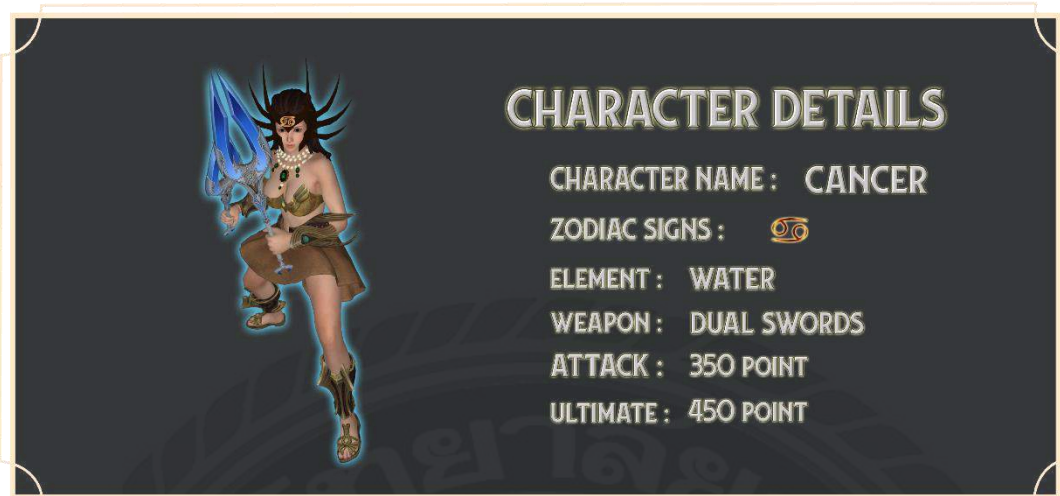 CHARACTER DETAILS
CHARACTER NAME : CANCER
ZODIAC SIGNS : ♋
ELEMENT : WATER
WEAPON : DUAL SWORDS
ATTACK : 350 POINT
ULTIMATE : 450 POINT